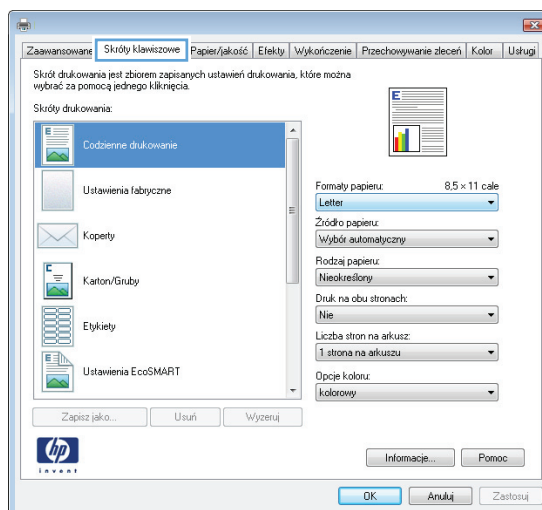 Zaawansowane Skróty klawiszowe Papier/jakość Efekty Wykończenie Przechowywanie zleceń Kolor Usługi
Skrót drukowania jest zbiorem zapisanych ustawień drukowania, które można
wybrać za pomocą jednego kliknięcia.
Skróty drukowania:
Codzienne drukowanie
Ustawienia fabryczne
Koperty
Karton/Gruby
Etykiety
Ustawienia EcoSMART
Zapisz jako... Usuń Wyzeruj
E
Formaty papieru: 8,5 × 11 cale
Letter
Źródło papieru:
Wybór automatyczny
Rodzaj papieru:
Nieokreślony
Druk na obu stronach:
Nie
Liczba stron na arkusz:
1 strona na arkuszu
Opcje koloru:
kolorowy
hp
invent
Informacje... Pomoc
OK Anuluj Zastosuj